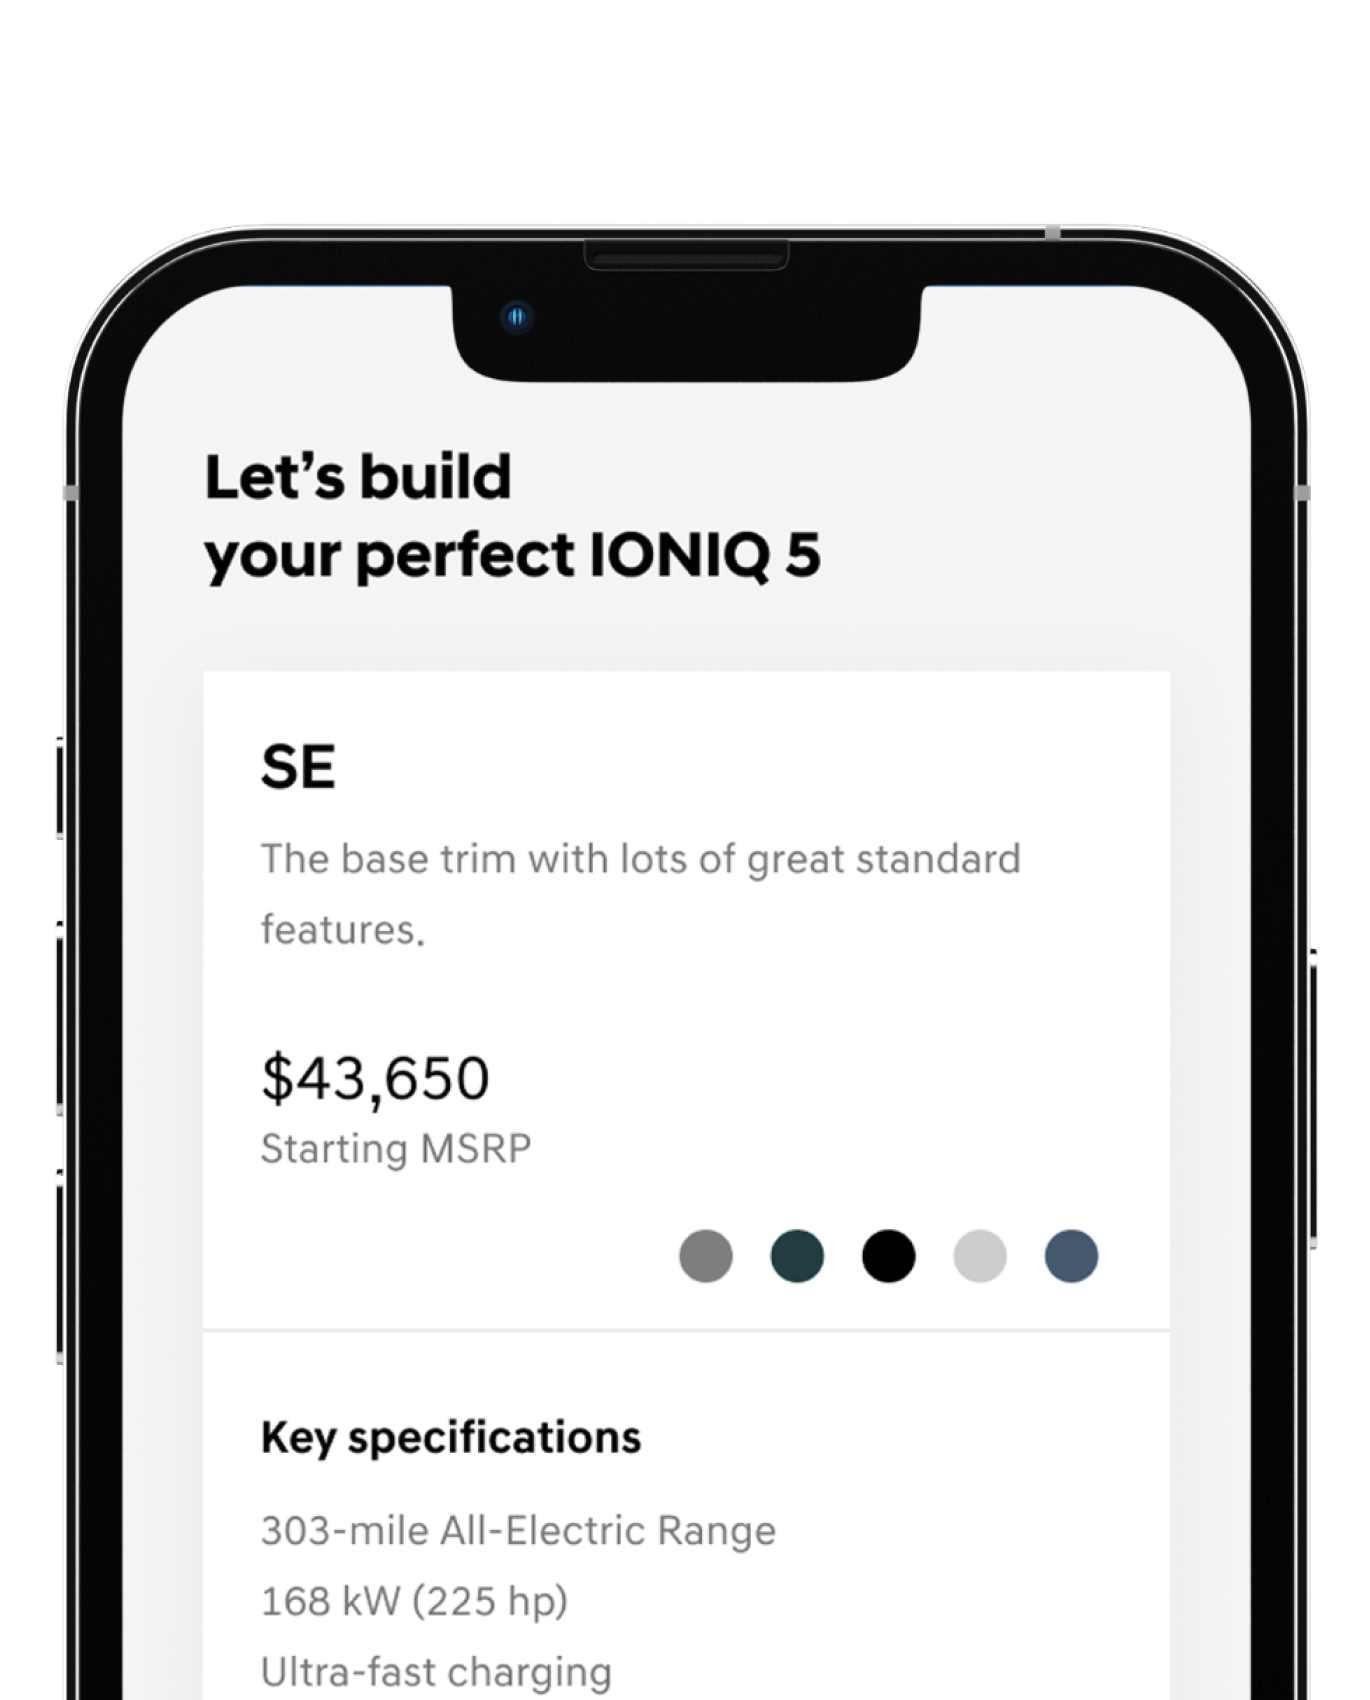 Let’s build
your perfect IONIQ 5
SE
The base trim with lots of great standard
features.
$43,650
Starting MSRP
Key specifications
303-mile All-Electric Range
168 kW (225 hp)
Ultra-fast charging